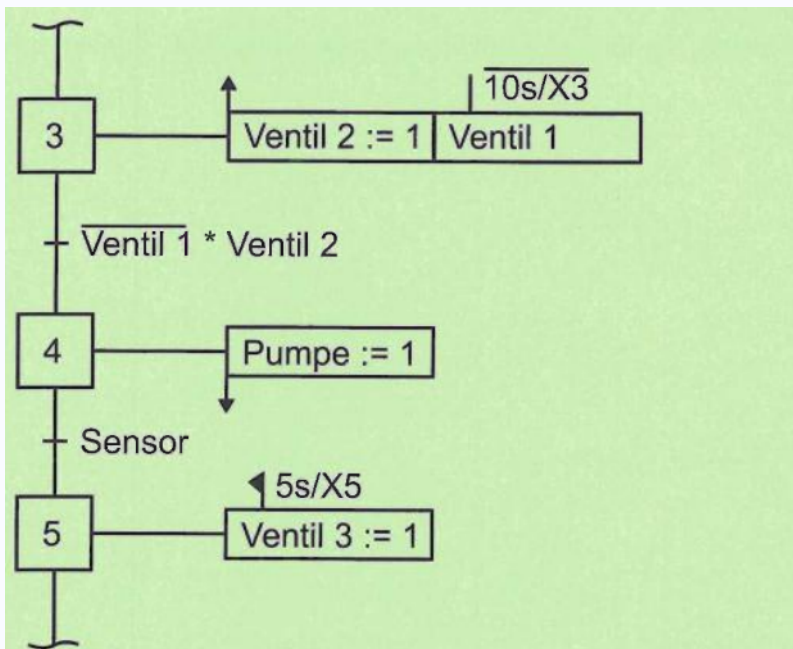 10s/X3
3 Ventil 2 := 1 Ventil 1
Ventil 1 * Ventil 2
4 Pumpe := 1
Sensor
5s/X5
5 Ventil 3 := 1